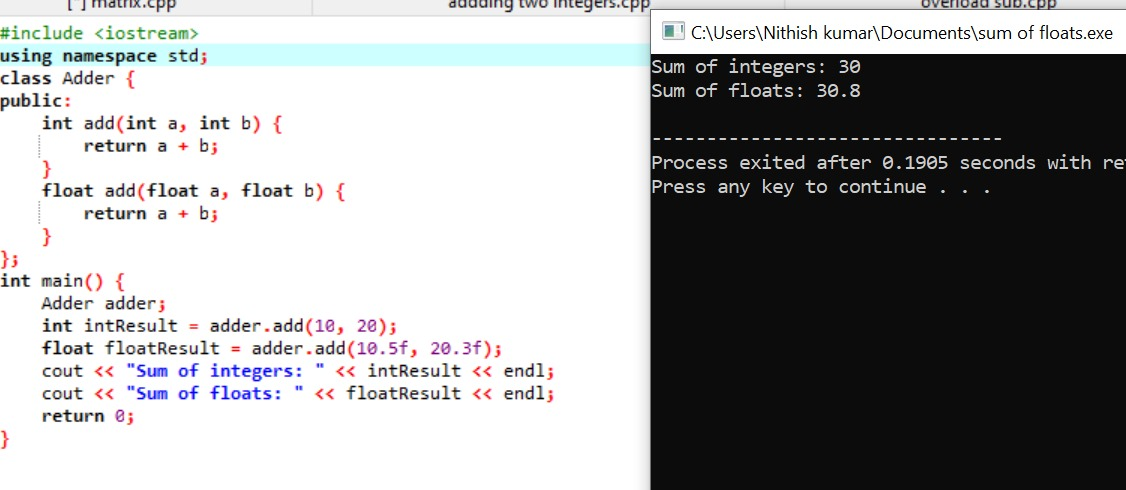 [*] matrix.cpp
addding two integers.cpp
overload sub.cpp
#include <iostream>
using namespace std;
class Adder {
public:
    int add(int a, int b) {
        return a + b;
    }
    float add(float a, float b) {
        return a + b;
    }
};
int main() {
    Adder adder;
    int intResult = adder.add(10, 20);
    float floatResult = adder.add(10.5f, 20.3f);
    cout << "Sum of integers: " << intResult << endl;
    cout << "Sum of floats: " << floatResult << endl;
    return 0;
}
C:\Users\Nithish kumar\Documents\sum of floats.exe
Sum of integers: 30
Sum of floats: 30.8
--------------------------------
Process exited after 0.1905 seconds with re
Press any key to continue . . .